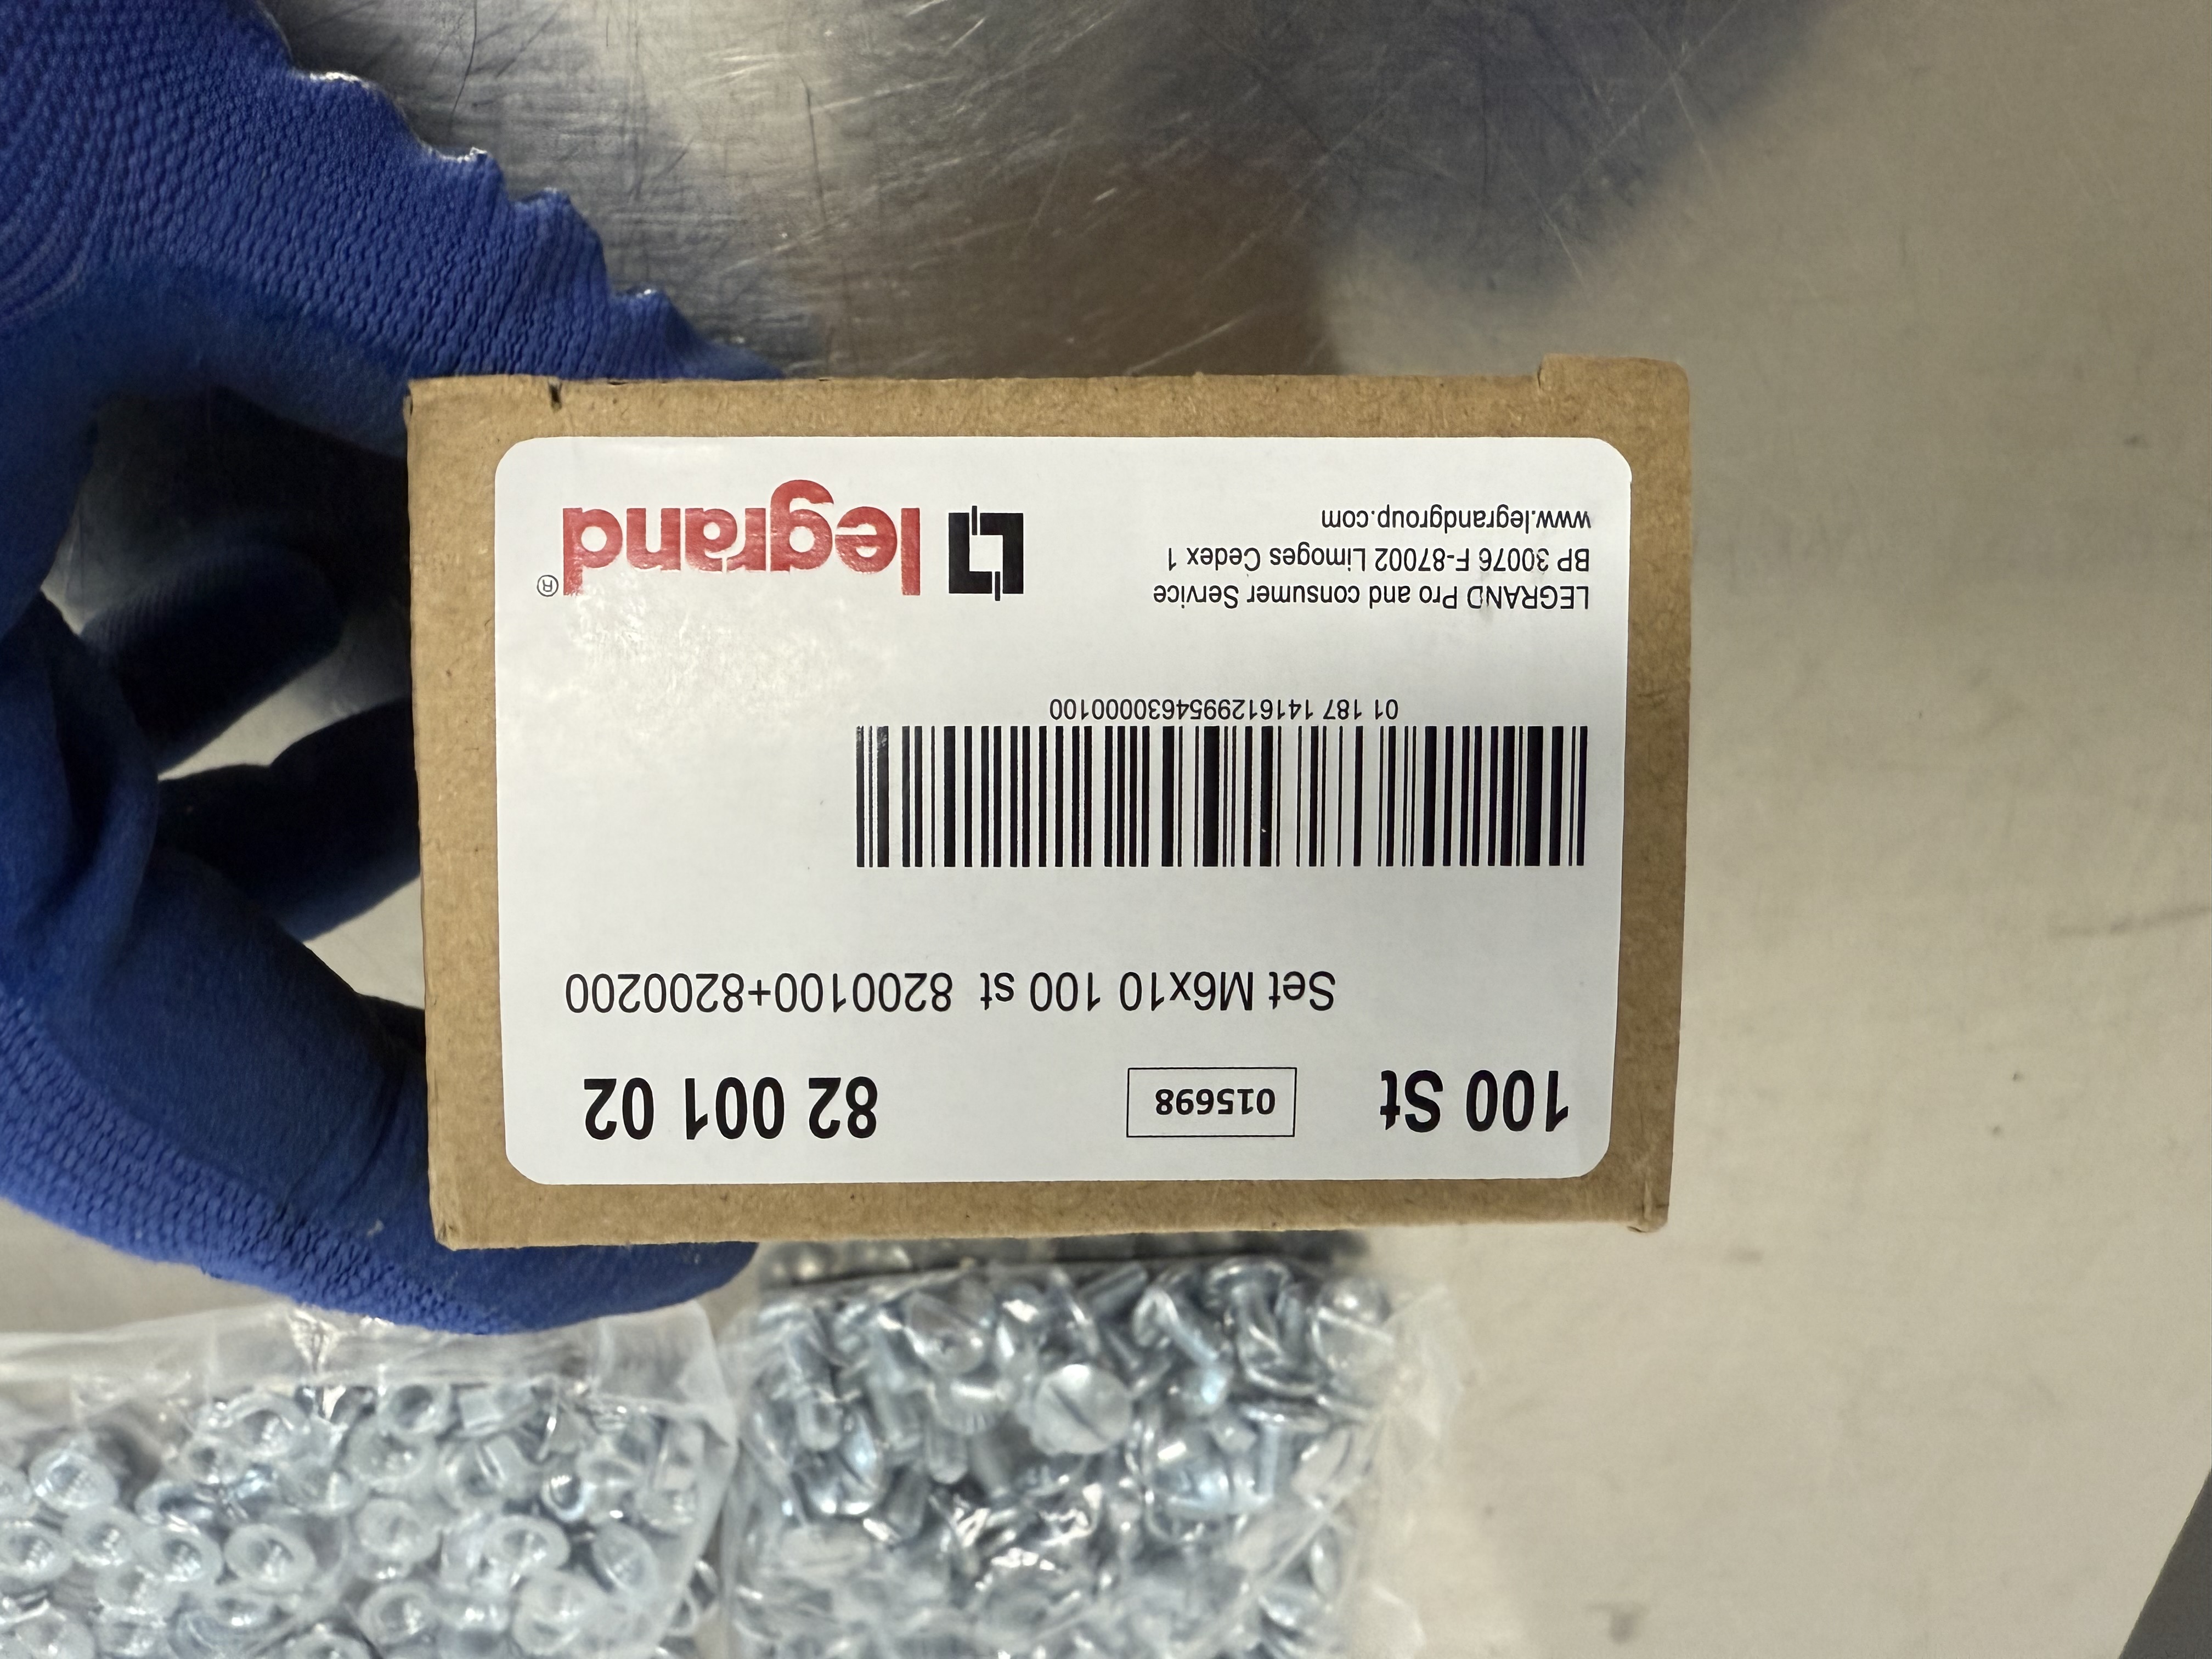 100 St 015698 82 001 02
Set M6x10 100 st 8200100+8200200
01 187 1416129954630000100
LEGRAND Pro and consumer Service
BP 30076 F-87002 Limoges Cedex 1
www.legrandgroup.com
legrand®